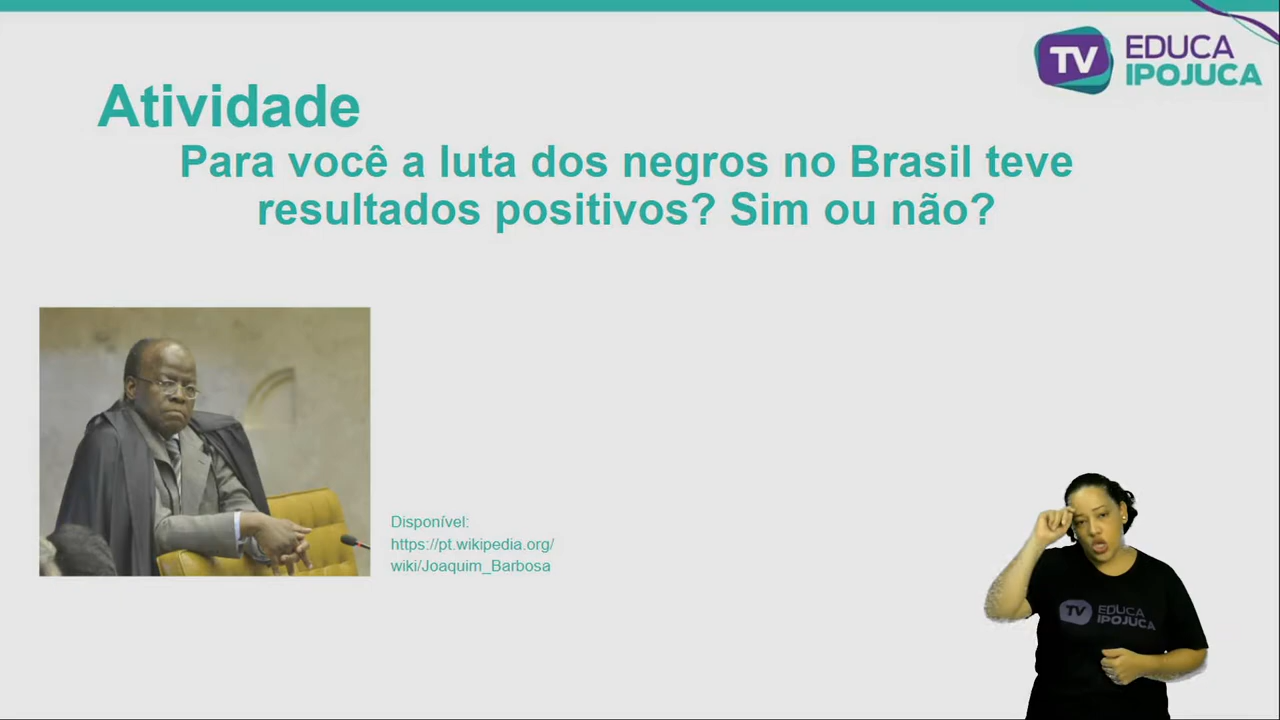 TV EDUCA
IPOJUCA
Atividade
Para você a luta dos negros no Brasil teve
resultados positivos? Sim ou não?
Disponível:
https://pt.wikipedia.org/
wiki/Joaquim_Barbosa
TV EDUCA
IPOJUCA